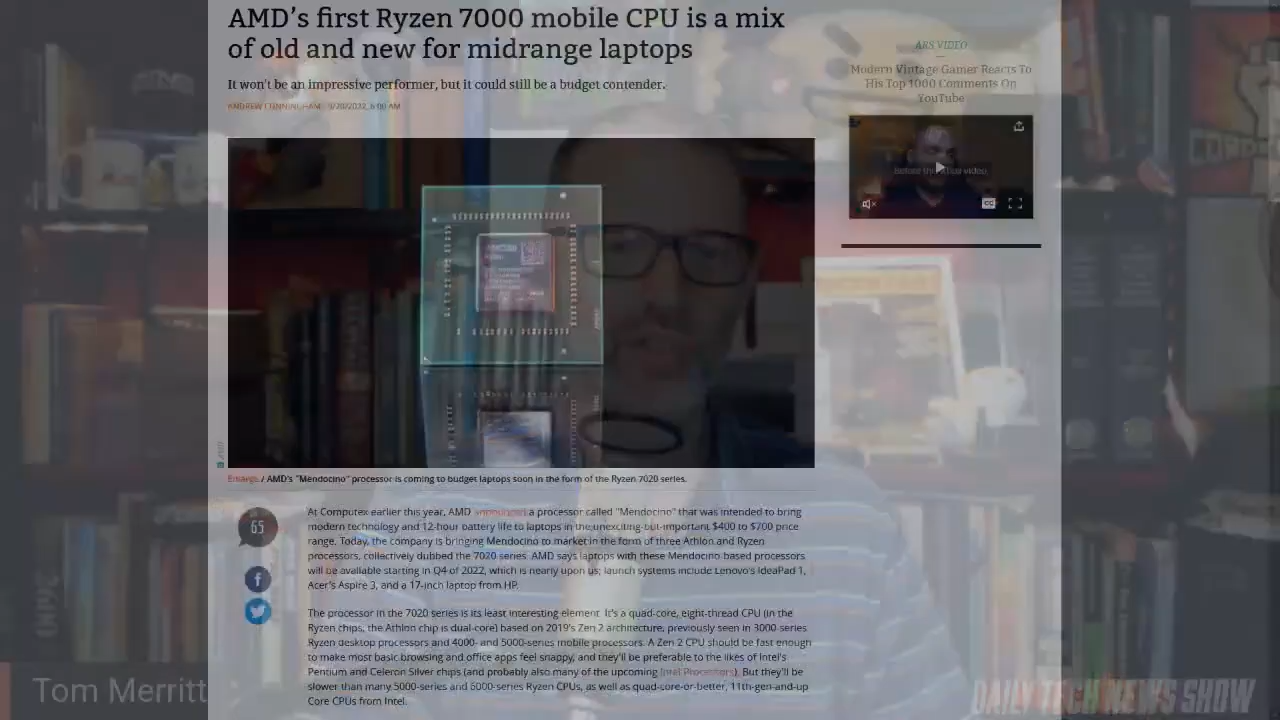 AMD's first Ryzen 7000 mobile CPU is a mix
of old and new for midrange laptops
It won't be an impressive performer, but it could still be a budget contender.
ANDREW CUNNINGHAM - 9/20/2022, 6:00 AM
ARS VIDEO
Modern Vintage Gamer Reacts To
His Top 1000 Comments On
YouTube
Before this actual video,
CC
AMD
Enlarge / AMD's "Mendocino" processor is coming to budget laptops soon in the form of the Ryzen 7020 series.
65
At Computex earlier this year, AMD announced a processor called "Mendocino" that was intended to bring
modern technology and 12-hour battery life to laptops in the unexciting-but-important $400 to $700 price
range. Today, the company is bringing Mendocino to market in the form of three Athlon and Ryzen
processors, collectively dubbed the 7020 series. AMD says laptops with these Mendocino-based processors
will be available starting in Q4 of 2022, which is nearly upon us; launch systems include Lenovo's IdeaPad 1,
Acer's Aspire 3, and a 17-inch laptop from HP.
The processor in the 7020 series is its least interesting element. It's a quad-core, eight-thread CPU (in the
Ryzen chips, the Athlon chip is dual-core) based on 2019's Zen 2 architecture, previously seen in 3000-series
Ryzen desktop processors and 4000- and 5000-series mobile processors. A Zen 2 CPU should be fast enough
to make most basic browsing and office apps feel snappy, and they'll be preferable to the likes of Intel's
Pentium and Celeron Silver chips (and probably also many of the upcoming Intel Processors). But they'll be
slower than many 5000-series and 6000-series Ryzen CPUs, as well as quad-core-or-better, 11th-gen-and-up
Core CPUs from Intel.
Tom Merritt
DAILY TECH NEWS SHOW